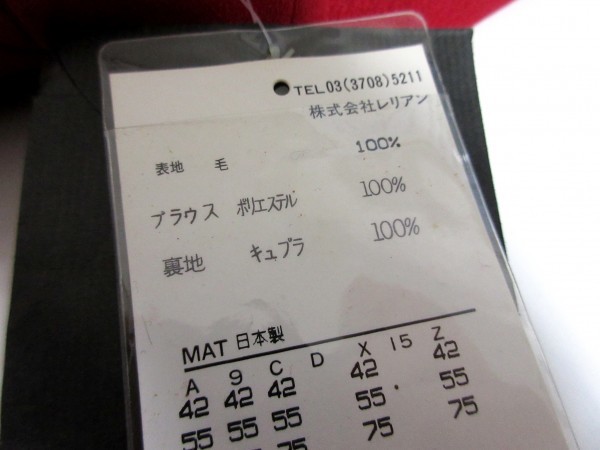 TEL03(3708)5211
株式会社レリアン
表地 毛 100%
ブラウス ポリエステル 100%
裏地 キュプラ 100%
MAT 日本製
A 9 C D X 15 Z
42 42 42 42 42
55 55 55 55 55
75 75 75